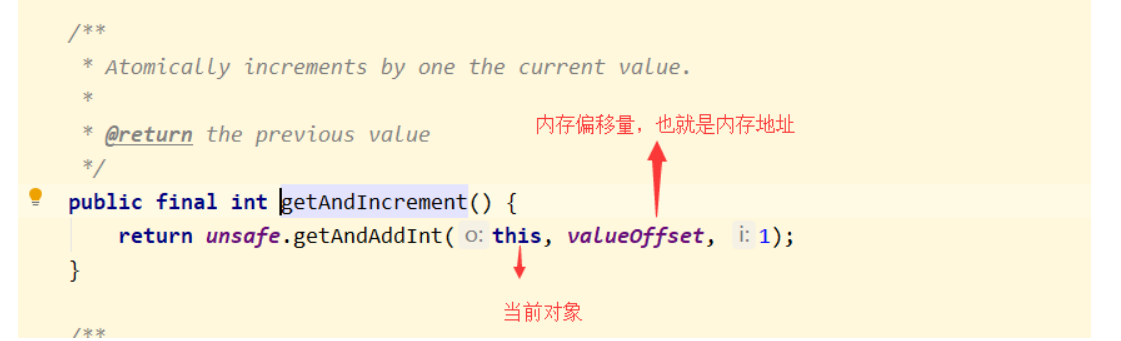 /**
* Atomically increments by one the current value.
*
* @return the previous value
内存偏移量，也就是内存地址
*/
public final int getAndIncrement() {
return unsafe.getAndAddInt( o: this, valueOffset, i: 1);
}
当前对象
/**